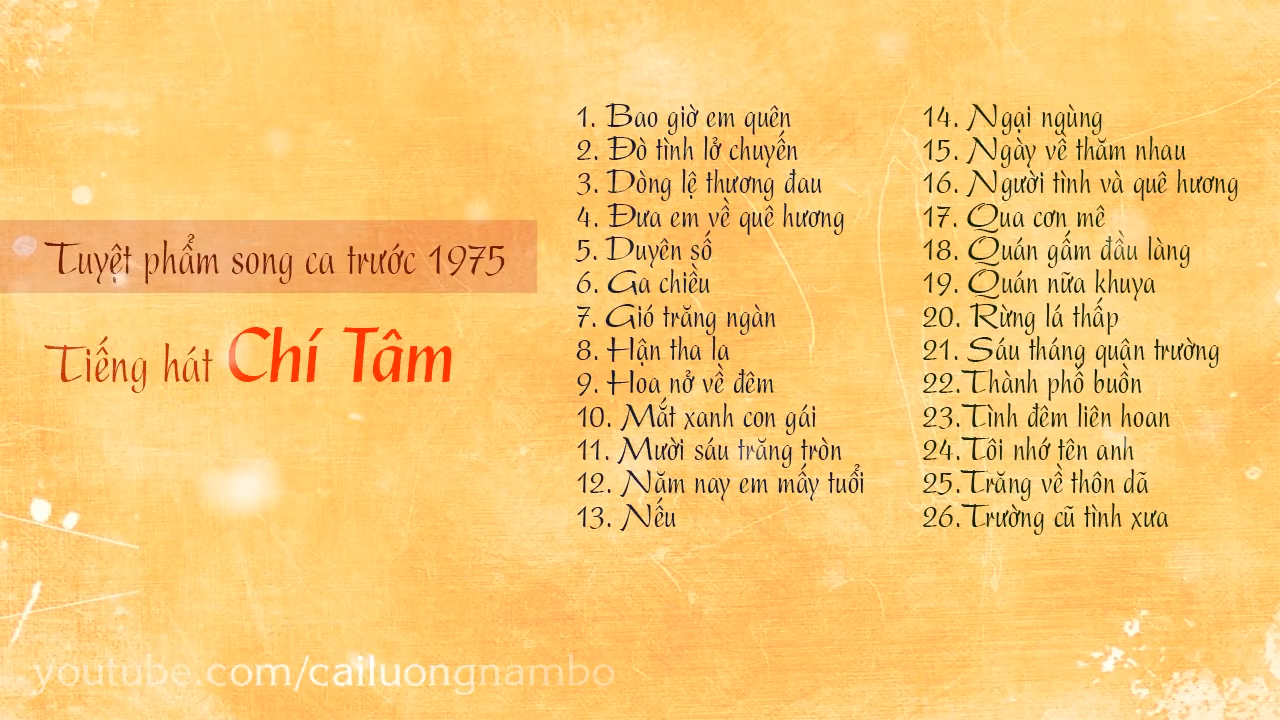 Tuyệt phẩm song ca trước 1975
Tiếng hát Chí Tâm
1. Bao giờ em quên
2. Đò tình lở chuyến
3. Dòng lệ thương đau
4. Đưa em về quê hương
5. Duyên số
6. Ga chiều
7. Gió trăng ngàn
8. Hận tha la
9. Hoa nở về đêm
10. Mắt xanh con gái
11. Mười sáu trăng tròn
12. Năm nay em mấy tuổi
13. Nếu
14. Ngại ngùng
15. Ngày về thăm nhau
16. Người tình và quê hương
17. Qua cơn mê
18. Quán gấm đầu làng
19. Quán nữa khuya
20. Rừng lá thấp
21. Sáu tháng quận trường
22.Thành phố buồn
23.Tình đêm liên hoan
24.Tôi nhớ tên anh
25.Trăng về thôn dã
26.Trường cũ tình xưa
youtube.com/cailuongnambo